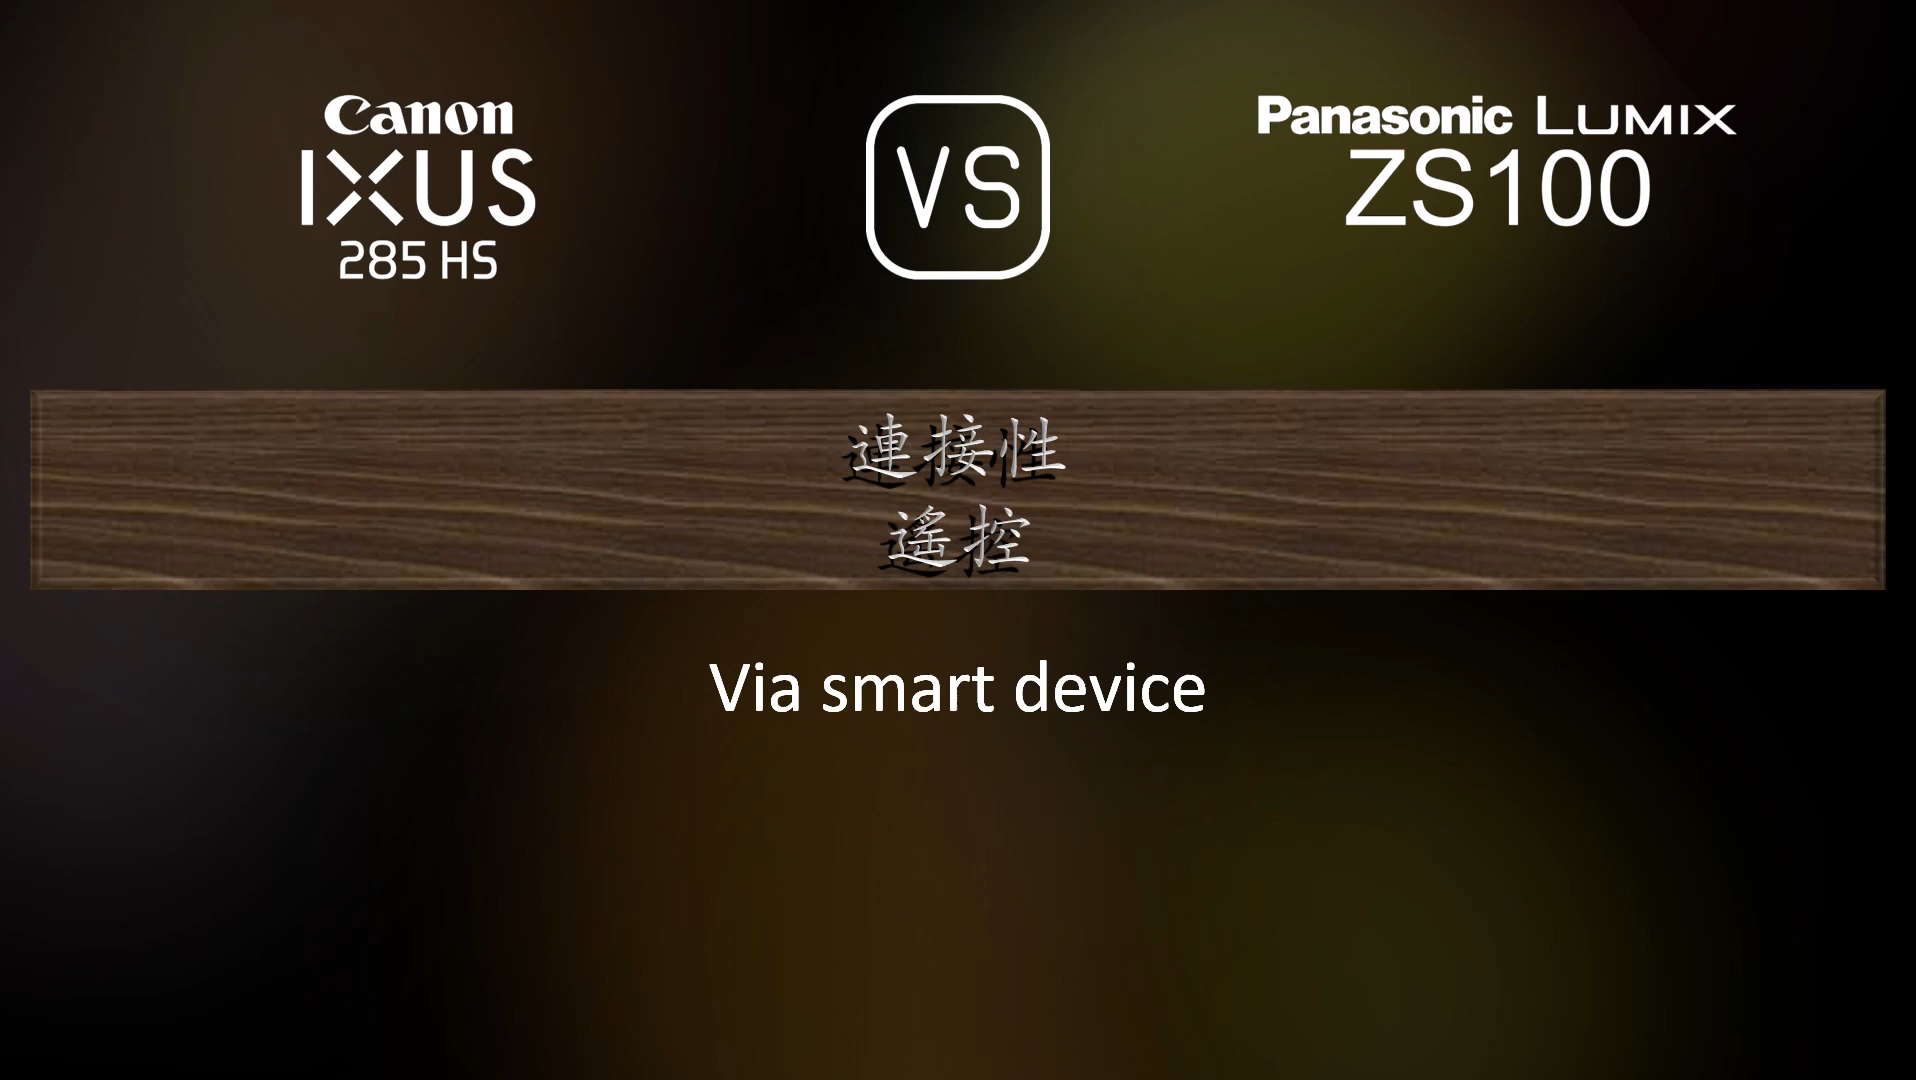 Canon
IXUS
285 HS
VS
Panasonic LUMIX
ZS100
連接性
遙控
Via smart device